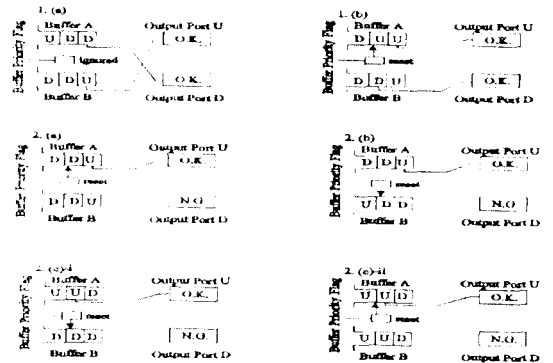 1. (a)
Buffer A
Output Port U
U D D
O.K.
Buffer Priority Flag
ignored
D D U
O.K.
Buffer B
Output Port D
1. (b)
Buffer A
Output Port U
D U U
O.K.
Buffer Priority Flag
reset
D D U
O.K.
Buffer B
Output Port D
2. (a)
Buffer A
Output Port U
D D U
O.K.
Buffer Priority Flag
reset
D D U
N.G.
Buffer B
Output Port D
2. (b)
Buffer A
Output Port U
D D U
O.K.
Buffer Priority Flag
reset
U D D
N.G.
Buffer B
Output Port D
2. (c)-i
Buffer A
Output Port U
U U D
O.K.
Buffer Priority Flag
reset
D D D
N.G.
Buffer B
Output Port D
2. (c)-ii
Buffer A
Output Port U
U U D
O.K.
Buffer Priority Flag
reset
U U D
N.G.
Buffer B
Output Port D